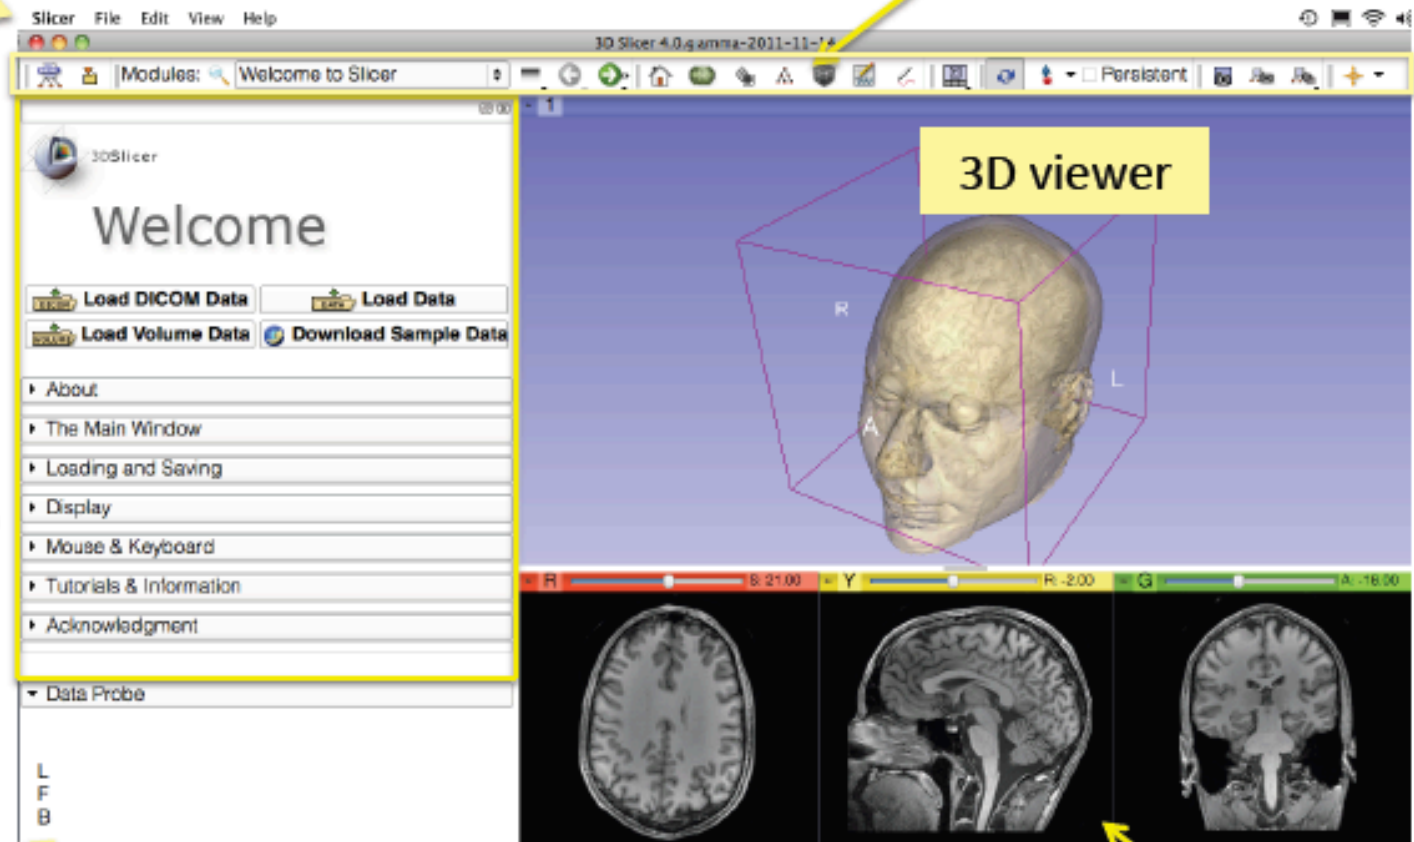 Slicer File Edit View Help
3D Slicer 4.0.gamma-2011-11-14
Modules: Welcome to Slicer
Persistent
1
3D viewer
3DSlicer
Welcome
Load DICOM Data
Load Data
Load Volume Data
Download Sample Data
About
The Main Window
Loading and Saving
Display
Mouse & Keyboard
Tutorials & Information
Acknowledgment
Data Probe
L
F
B
R
L
A
R S: 21.00
Y R: -2.00
G A: -16.00